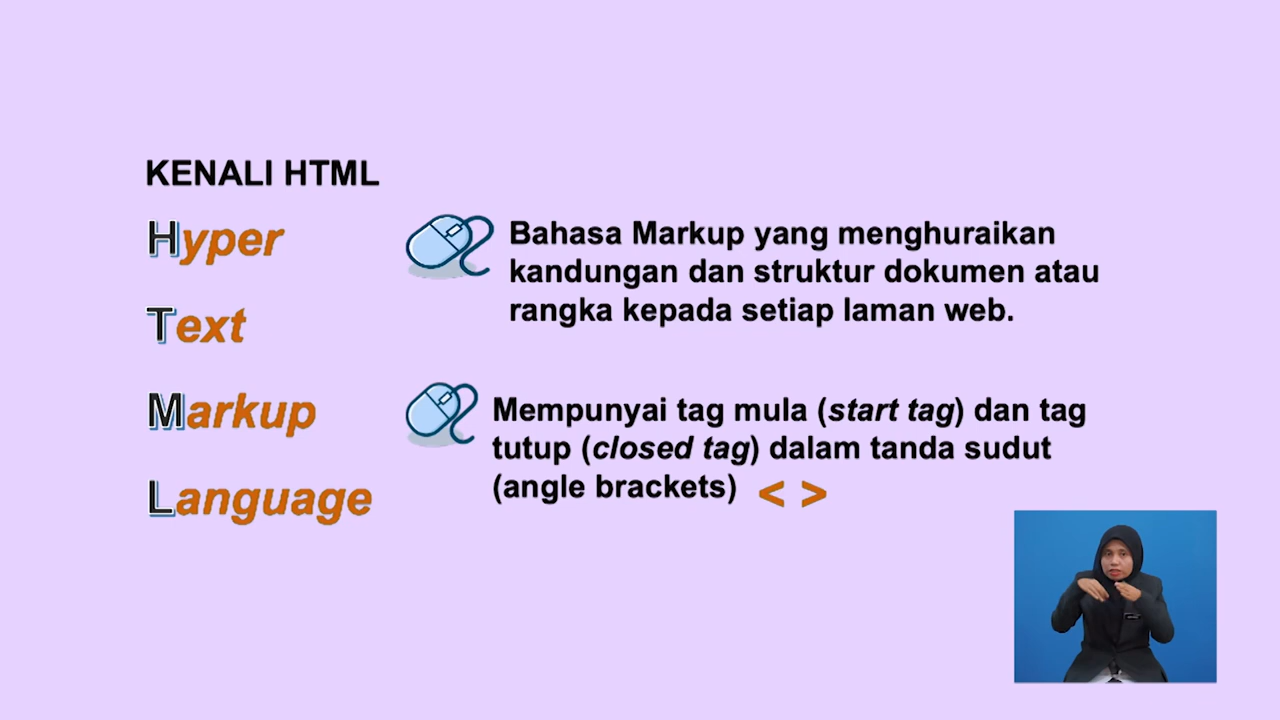 KENALI HTML
Hyper
Text
Markup
Language
Bahasa Markup yang menghuraikan
kandungan dan struktur dokumen atau
rangka kepada setiap laman web.
Mempunyai tag mula (start tag) dan tag
tutup (closed tag) dalam tanda sudut
(angle brackets) < >